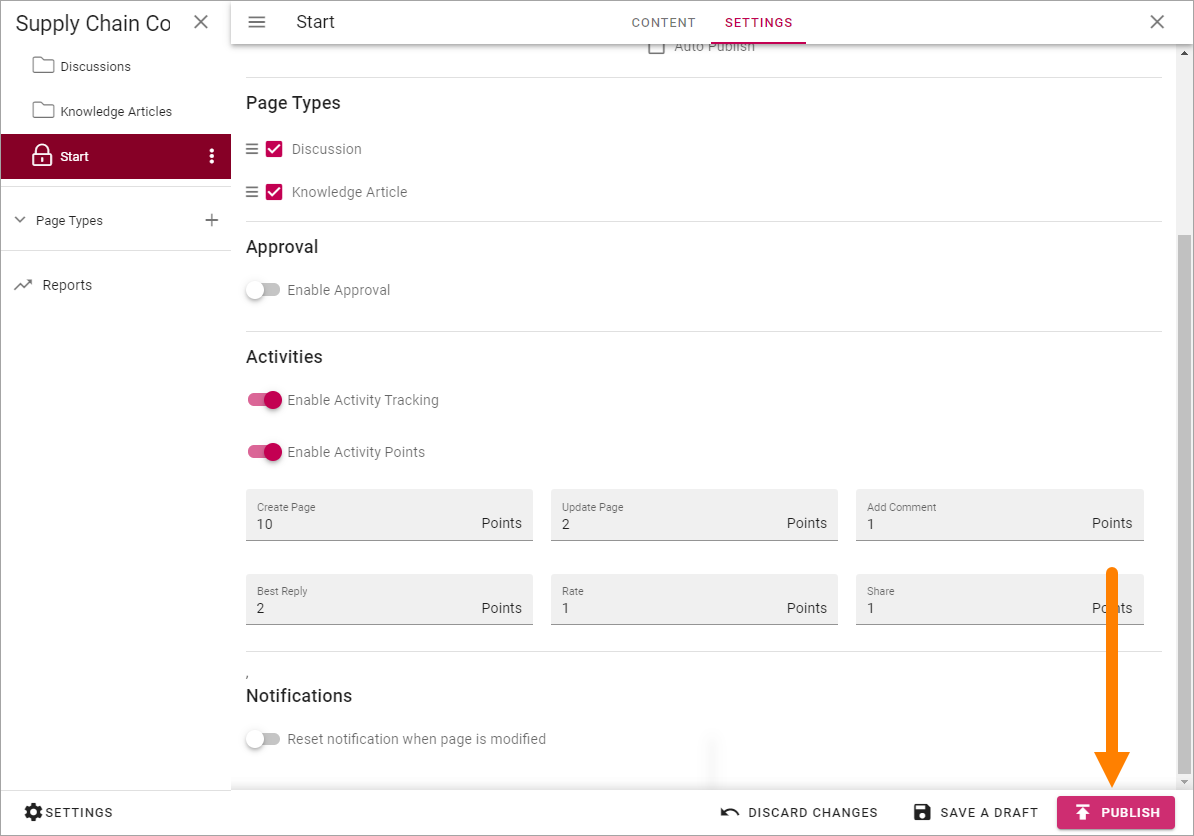 Supply Chain Co
Start
CONTENT
SETTINGS
Discussions
Knowledge Articles
Start
Page Types
Reports
Auto Publish
Page Types
Discussion
Knowledge Article
Approval
Enable Approval
Activities
Enable Activity Tracking
Enable Activity Points
Create Page
10 Points
Update Page
2 Points
Add Comment
1 Points
Best Reply
2 Points
Rate
1 Points
Share
1 Points
,
Notifications
Reset notification when page is modified
SETTINGS
DISCARD CHANGES
SAVE A DRAFT
PUBLISH